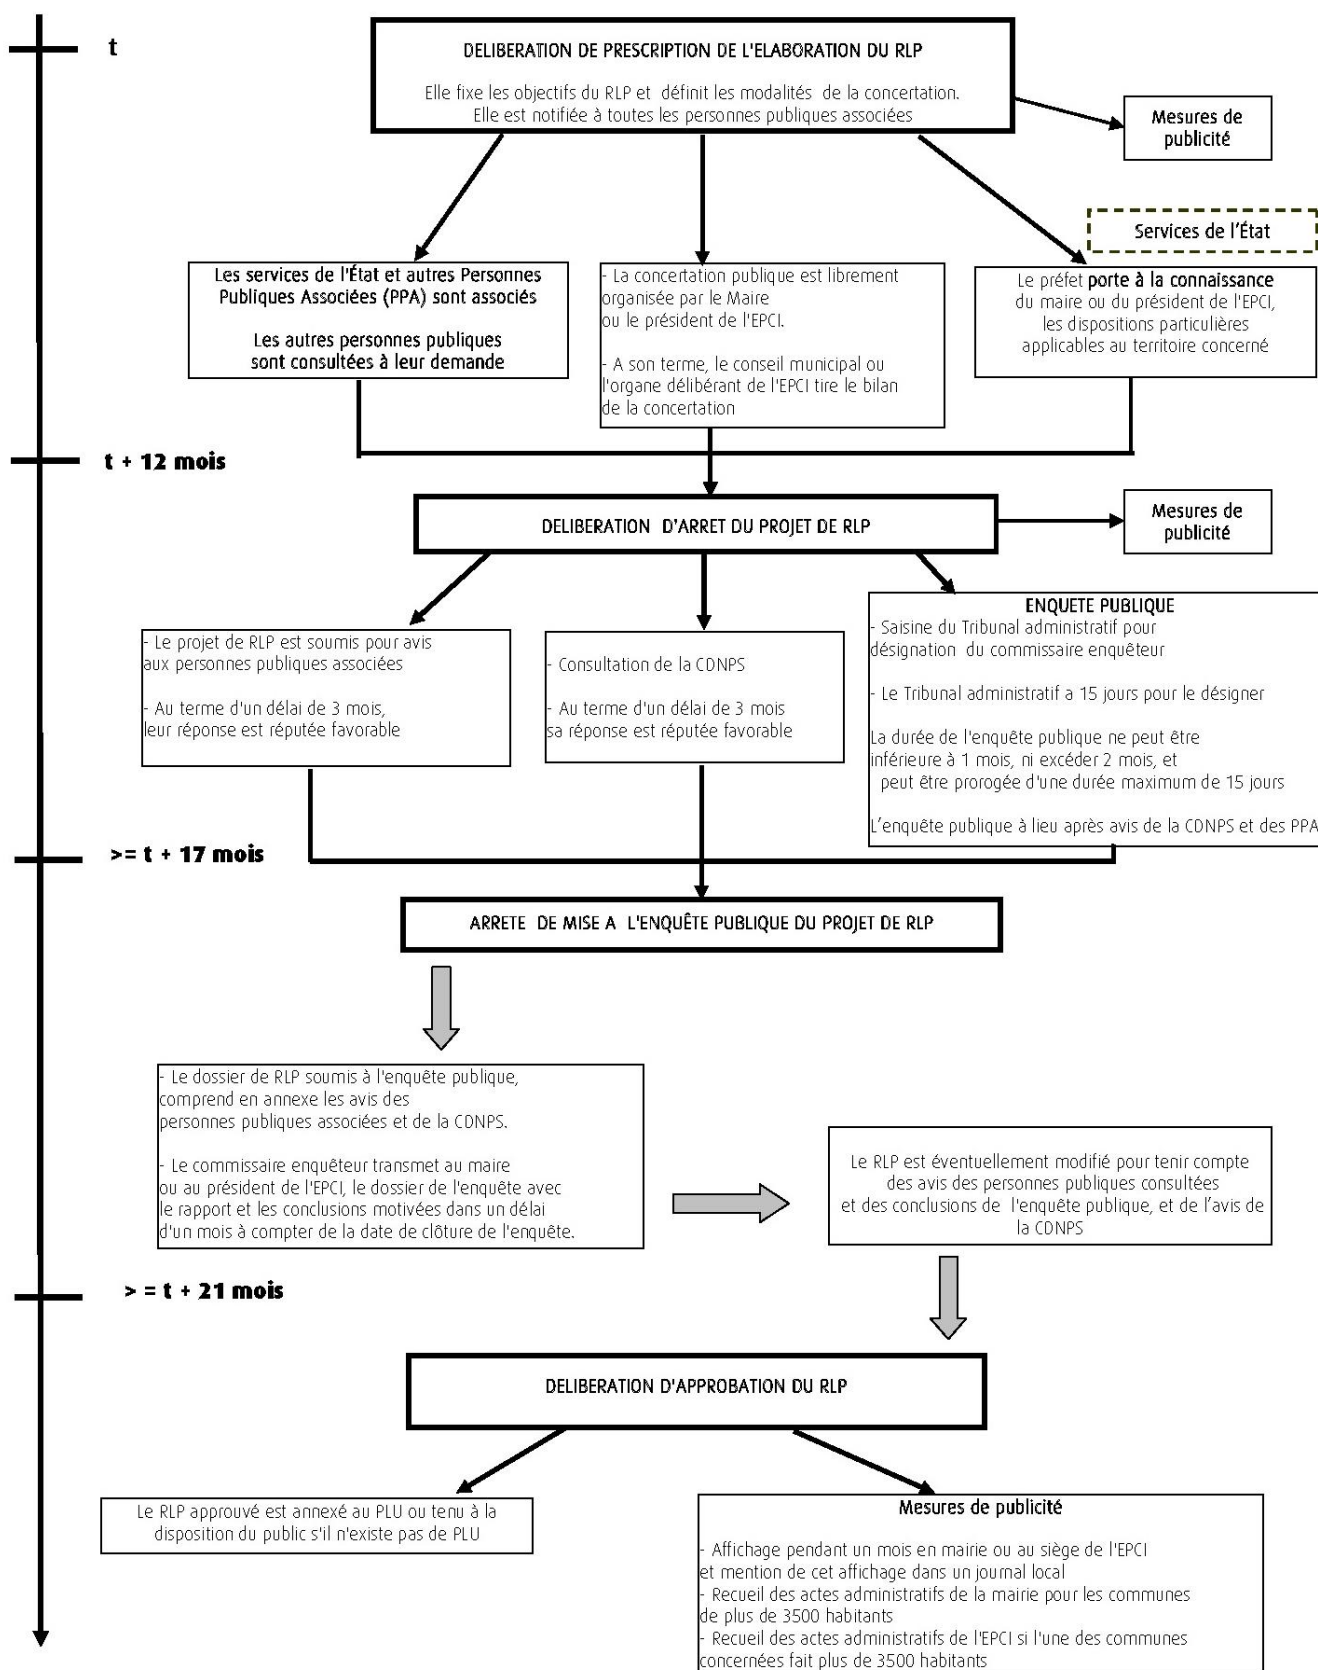 t
DELIBERATION DE PRESCRIPTION DE L'ELABORATION DU RLP
Elle fixe les objectifs du RLP et définit les modalités de la concertation.
Elle est notifiée à toutes les personnes publiques associées
Mesures de
publicité
Services de l'État
Les services de l'État et autres Personnes
Publiques Associées (PPA) sont associés
Les autres personnes publiques
sont consultées à leur demande
- La concertation publique est librement
organisée par le Maire
ou le président de l'EPCI.
- A son terme, le conseil municipal ou
l'organe délibérant de l'EPCI tire le bilan
de la concertation
Le préfet porte à la connaissance
du maire ou du président de l'EPCI,
les dispositions particulières
applicables au territoire concerné
t + 12 mois
DELIBERATION D'ARRET DU PROJET DE RLP
Mesures de
publicité
- Le projet de RLP est soumis pour avis
aux personnes publiques associées
- Au terme d'un délai de 3 mois,
leur réponse est réputée favorable
- Consultation de la CDNPS
- Au terme d'un délai de 3 mois
sa réponse est réputée favorable
ENQUETE PUBLIQUE
- Saisine du Tribunal administratif pour
désignation du commissaire enquêteur
- Le Tribunal administratif a 15 jours pour le désigner
La durée de l'enquête publique ne peut être
inférieure à 1 mois, ni excéder 2 mois, et
peut être prorogée d'une durée maximum de 15 jours
L'enquête publique à lieu après avis de la CDNPS et des PPA
>= t + 17 mois
ARRETE DE MISE A L'ENQUÊTE PUBLIQUE DU PROJET DE RLP
- Le dossier de RLP soumis à l'enquête publique,
comprend en annexe les avis des
personnes publiques associées et de la CDNPS.
- Le commissaire enquêteur transmet au maire
ou au président de l'EPCI, le dossier de l'enquête avec
le rapport et les conclusions motivées dans un délai
d'un mois à compter de la date de clôture de l'enquête.
Le RLP est éventuellement modifié pour tenir compte
des avis des personnes publiques consultées
et des conclusions de l'enquête publique, et de l'avis de
la CDNPS
> = t + 21 mois
DELIBERATION D'APPROBATION DU RLP
Le RLP approuvé est annexé au PLU ou tenu à la
disposition du public s'il n'existe pas de PLU
Mesures de publicité
- Affichage pendant un mois en mairie ou au siège de l'EPCI
et mention de cet affichage dans un journal local
- Recueil des actes administratifs de la mairie pour les communes
de plus de 3500 habitants
- Recueil des actes administratifs de l'EPCI si l'une des communes
concernées fait plus de 3500 habitants